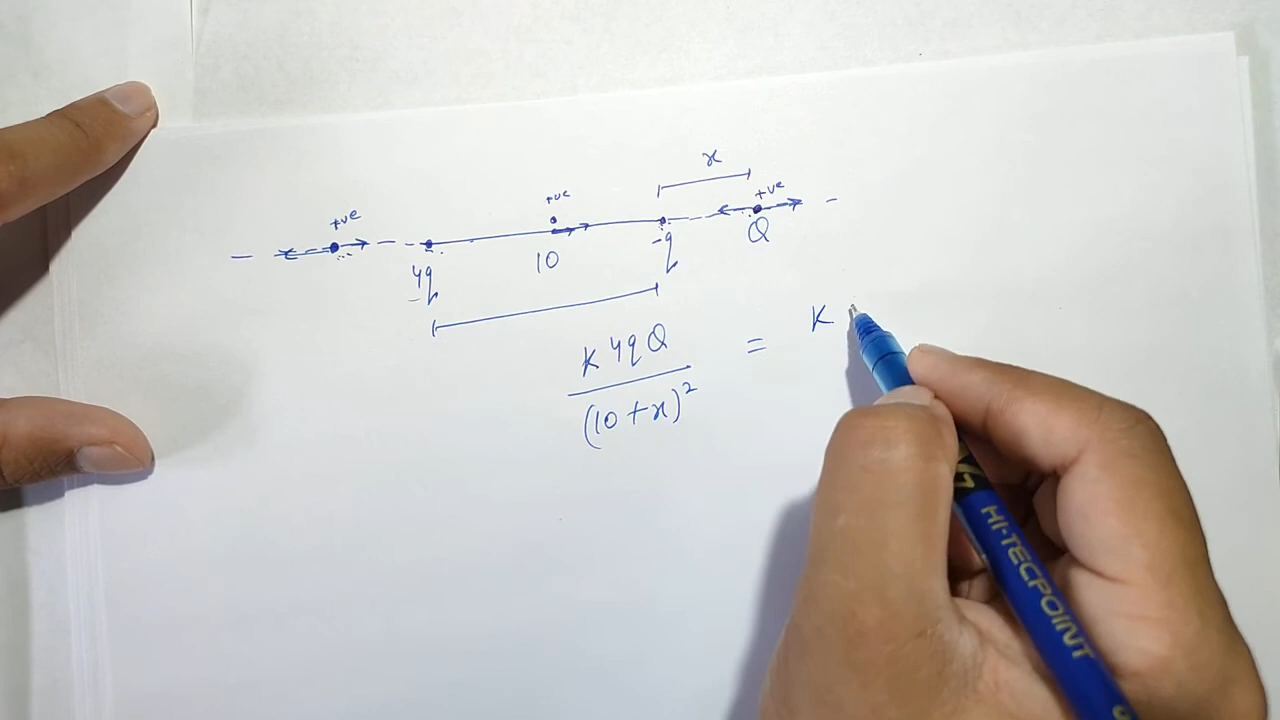 x
+ve +ve +ve
4q 10 -q Q
K 4q Q = K
(10+x)²
HI-TECPOINT